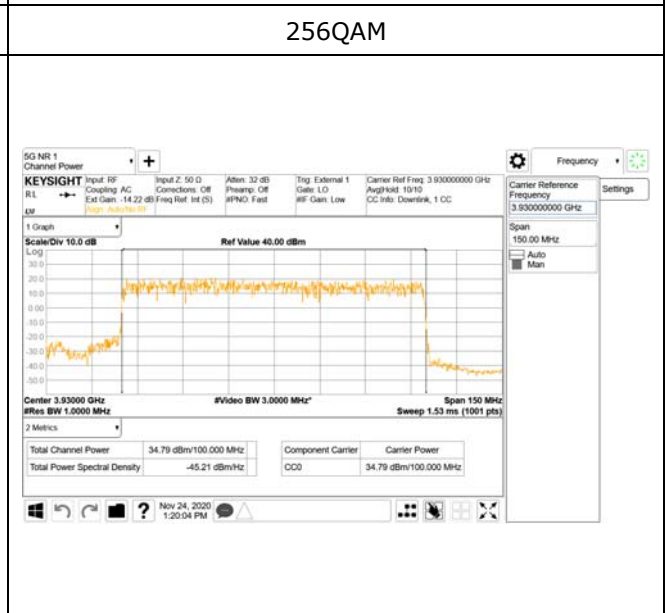 256QAM
5G NR 1
Channel Power
+
Frequency
KEYSIGHT
RL
Input: RF
Coupling: AC
Ext Gain: -14.22 dB
Align: Auto/No RF
Input Z: 50 Ω
Corrections: Off
Freq Ref: Int (S)
Atten: 32 dB
Preamp: Off
#PNO: Fast
Trig: External 1
Gate: LO
#IF Gain: Low
Carrier Ref Freq: 3.930000000 GHz
Avg|Hold: 10/10
CC Info: Downlink, 1 CC
Carrier Reference
Frequency
3.930000000 GHz
Settings
Span
150.00 MHz
Auto
Man
1 Graph
Scale/Div 10.0 dB
Ref Value 40.00 dBm
Log
30.0
20.0
10.0
0.00
-10.0
-20.0
-30.0
-40.0
-50.0
Center 3.93000 GHz
#Video BW 3.0000 MHz*
Span 150 MHz
#Res BW 1.0000 MHz
Sweep 1.53 ms (1001 pts)
2 Metrics
Total Channel Power 34.79 dBm/100.000 MHz
Total Power Spectral Density -45.21 dBm/Hz
Component Carrier Carrier Power
CC0 34.79 dBm/100.000 MHz
?
Nov 24, 2020
1:20:04 PM